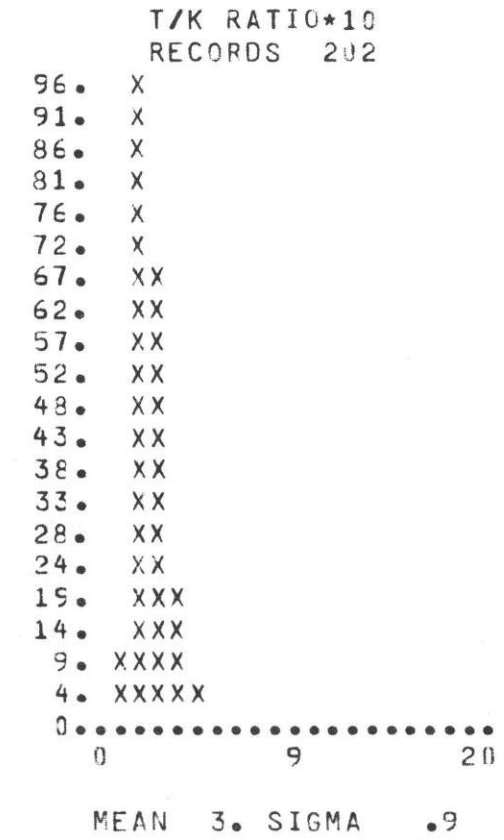 T/K RATIO*10
RECORDS 202
96. X
91. X
86. X
81. X
76. X
72. X
67. XX
62. XX
57. XX
52. XX
48. XX
43. XX
38. XX
33. XX
28. XX
24. XX
19. XXX
14. XXX
9. XXXX
4. XXXXX
0......................
0 9 20
MEAN 3. SIGMA .9